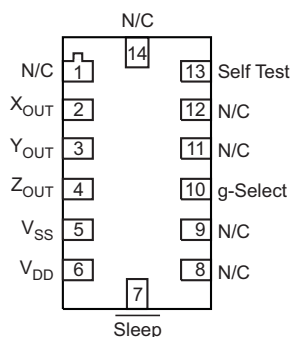 N/C
14
N/C 1 13 Self Test
XOUT 2 12 N/C
YOUT 3 11 N/C
ZOUT 4 10 g-Select
VSS 5 9 N/C
VDD 6 8 N/C
7
Sleep